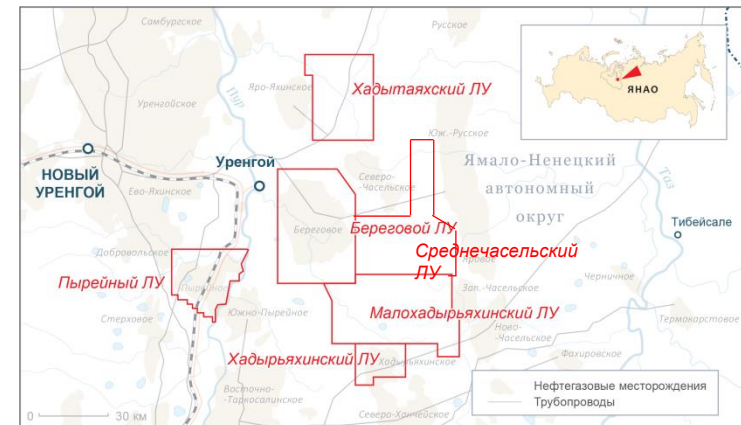 Самбургское
Русское
Хадытаяхский ЛУ
Яро-Яхинское
Уренгойское
Пур
ЯНАО
НОВЫЙ
УРЕНГОЙ
Уренгой
Ево-Яхинское
Юж.-Русское
Северо-
Часельское
Ямало-Ненецкий
автономный
округ
Таз
Тибейсале
Береговое
Береговой ЛУ
Среднечасельский
ЛУ
Яровое
Добровольское
Пырейный ЛУ
Пырейное
Стерховое
Южно-Пырейное
Зап.-Часельское
Черничное
Малохадырьяхинский ЛУ
Ново-
Часельское
Термокарстовое
Хадырьяхинский ЛУ
Хадырьяхинское
Фахировское
Восточно-
Таркосалинское
Северо-Ханчейское
0
30 км
Нефтегазовые месторождения
Трубопроводы